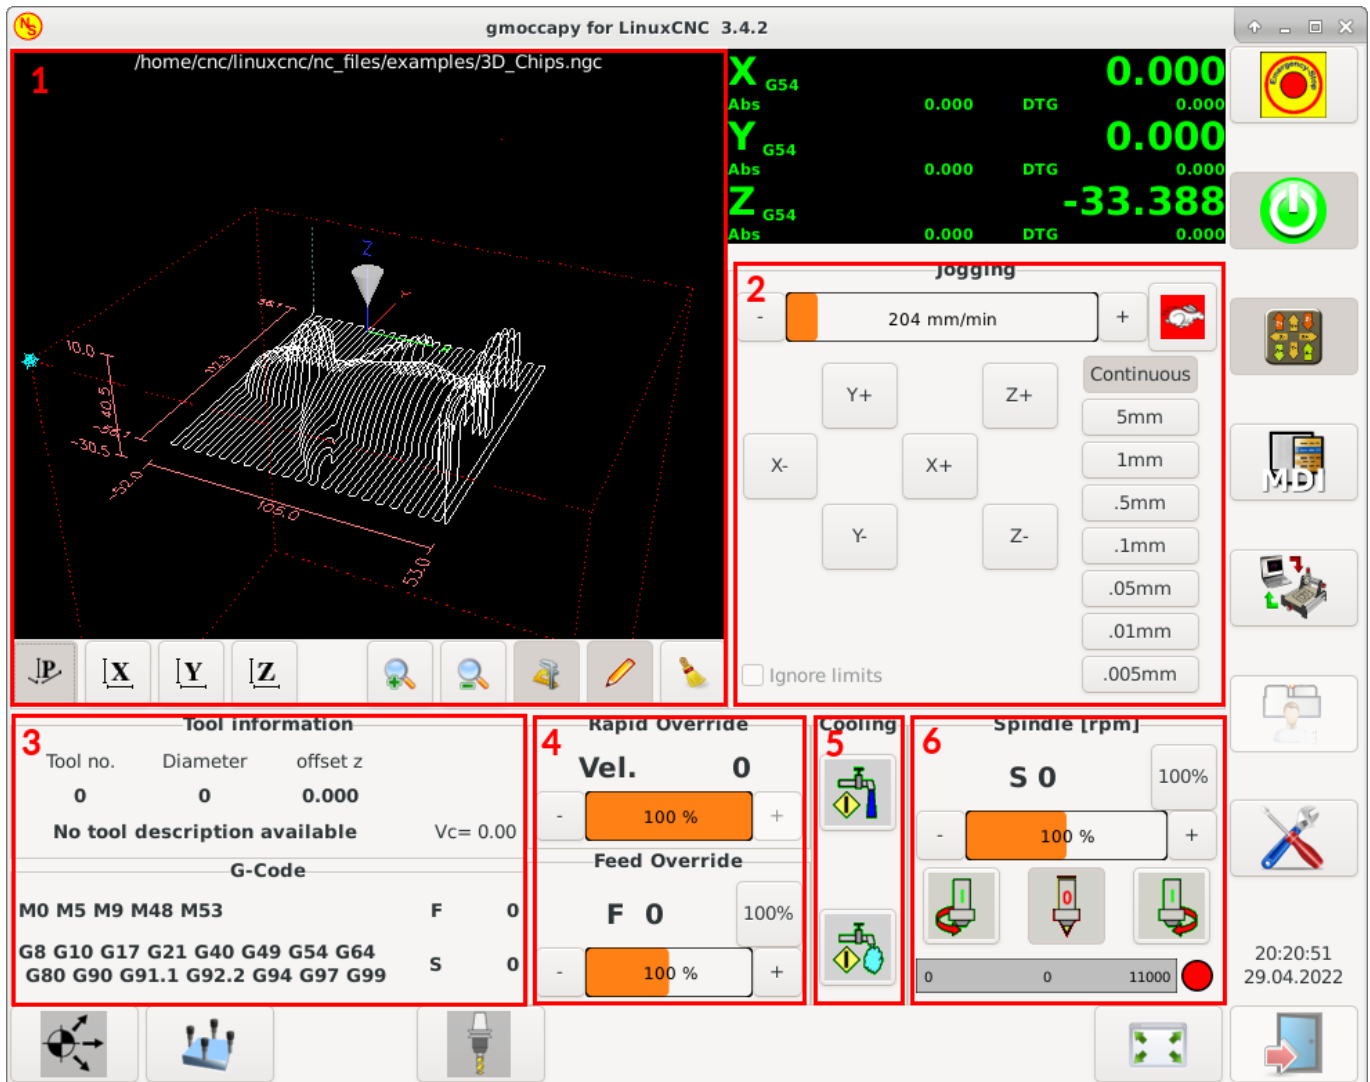 gmoccapy for LinuxCNC 3.4.2
/home/cnc/linuxcnc/nc_files/examples/3D_Chips.ngc
1
Z
Y
X
10.0
40.5
-30.5
112.3
-52.0
105.0
53.0
P X Y Z
X G54 0.000
Abs 0.000 DTG 0.000
Y G54 0.000
Abs 0.000 DTG 0.000
Z G54 -33.388
Abs 0.000 DTG 0.000
Jogging
2
- 204 mm/min +
Continuous
Y+ Z+
5mm
X- X+ 1mm
.5mm
Y- Z- .1mm
.05mm
.01mm
Ignore limits .005mm
Emergency-Stop
MDI
Tool information
3
Tool no. Diameter offset z
0 0 0.000
No tool description available Vc= 0.00
G-Code
M0 M5 M9 M48 M53 F 0
G8 G10 G17 G21 G40 G49 G54 G64
G80 G90 G91.1 G92.2 G94 G97 G99
S 0
Rapid Override
4
Vel. 0
- 100 % +
Feed Override
F 0 100%
- 100 % +
Cooling
5
Spindle [rpm]
6
S 0 100%
- 100 % +
I 0 I
0 0 11000
20:20:51
29.04.2022